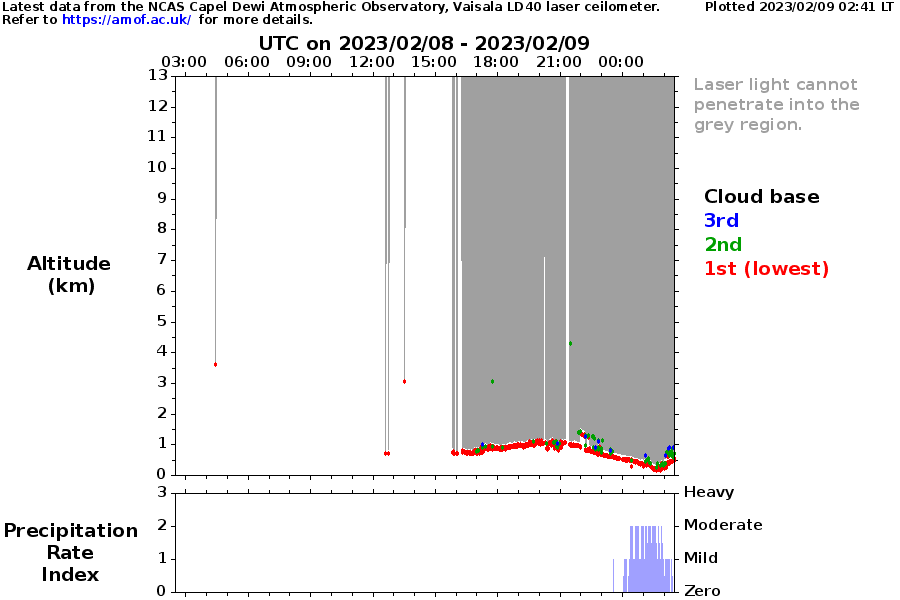 Latest data from the NCAS Capel Dewi Atmospheric Observatory, Vaisala LD40 laser ceilometer. Plotted 2023/02/09 02:41 LT
Refer to https://amof.ac.uk/ for more details.
UTC on 2023/02/08 - 2023/02/09
03:00 06:00 09:00 12:00 15:00 18:00 21:00 00:00
13
12
11
10
9
8
7
6
5
4
3
2
1
0
Altitude
(km)
Laser light cannot
penetrate into the
grey region.
Cloud base
3rd
2nd
1st (lowest)
3 Heavy
2 Moderate
1 Mild
0 Zero
Precipitation
Rate
Index